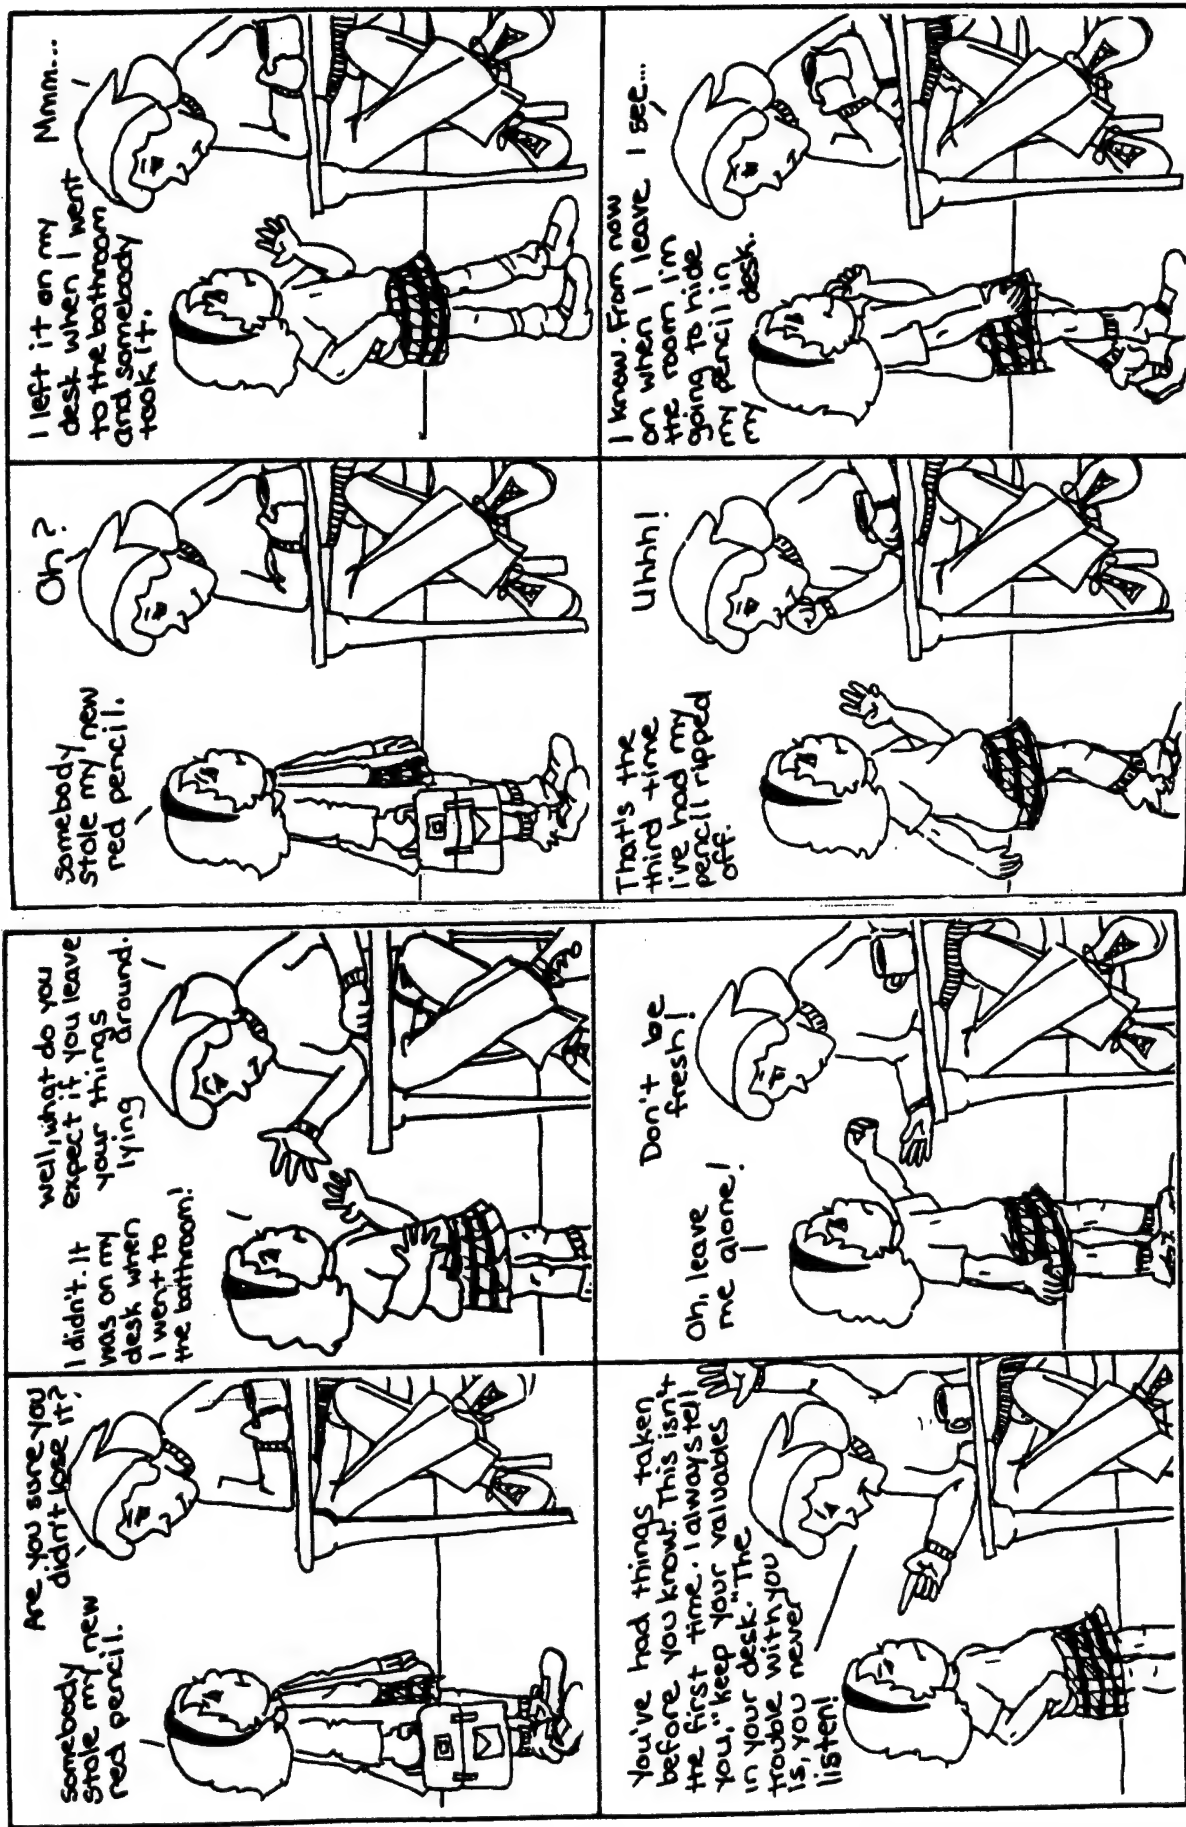 Somebody
stole my new
red pencil.
Are you sure you
didn't lose it?
I didn't. It
was on my
desk when
I went to
the bathroom!
Well, what do you
expect if you leave
your things
lying around.
You've had things taken
before you know! This isn't
the first time. I always tell
you, "keep your valuables
in your desk." The
trouble with you
is, you never
listen!
Oh, leave
me alone!
Don't be
fresh!
Somebody
stole my new
red pencil.
Oh?
I left it on my
desk when I went
to the bathroom
and somebody
took it.
Mmm...
That's the
third time
I've had my
pencil ripped
off.
Uhhh!
I know. From now
on when I leave
the room I'm
going to hide
my pencil in
my desk.
I see...